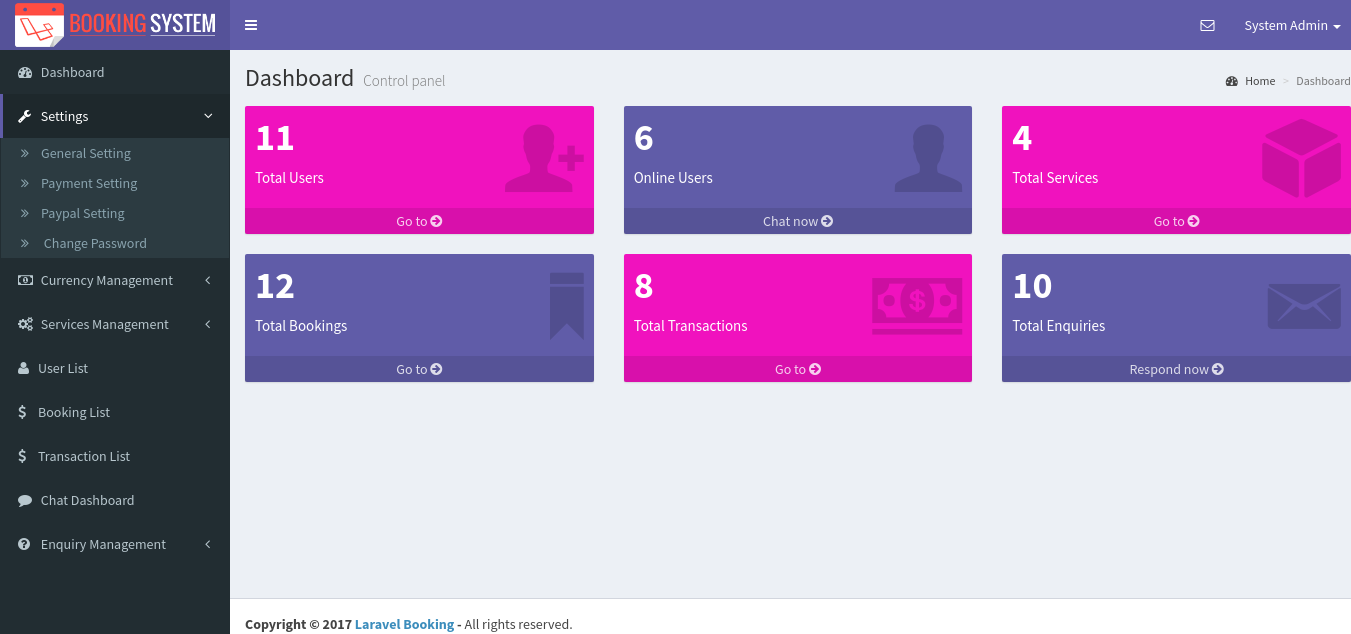 BOOKING SYSTEM
System Admin
Dashboard
Settings
General Setting
Payment Setting
Paypal Setting
Change Password
Currency Management
Services Management
User List
Booking List
Transaction List
Chat Dashboard
Enquiry Management
Dashboard Control panel
Home > Dashboard
11
Total Users
Go to
6
Online Users
Chat now
4
Total Services
Go to
12
Total Bookings
Go to
8
Total Transactions
Go to
10
Total Enquiries
Respond now
Copyright © 2017 Laravel Booking - All rights reserved.